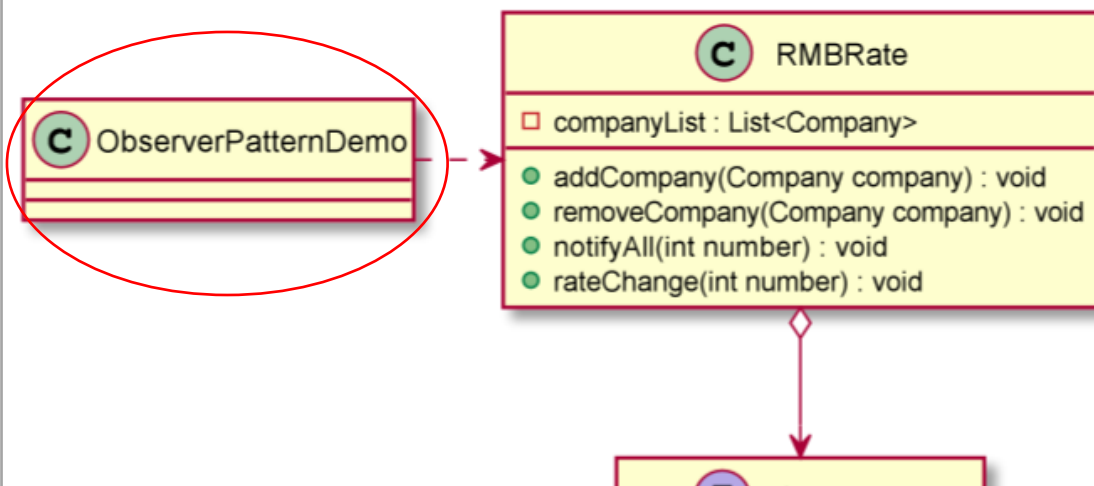 C ObserverPatternDemo
C RMBRate
companyList : List<Company>
addCompany(Company company) : void
removeCompany(Company company) : void
notifyAll(int number) : void
rateChange(int number) : void